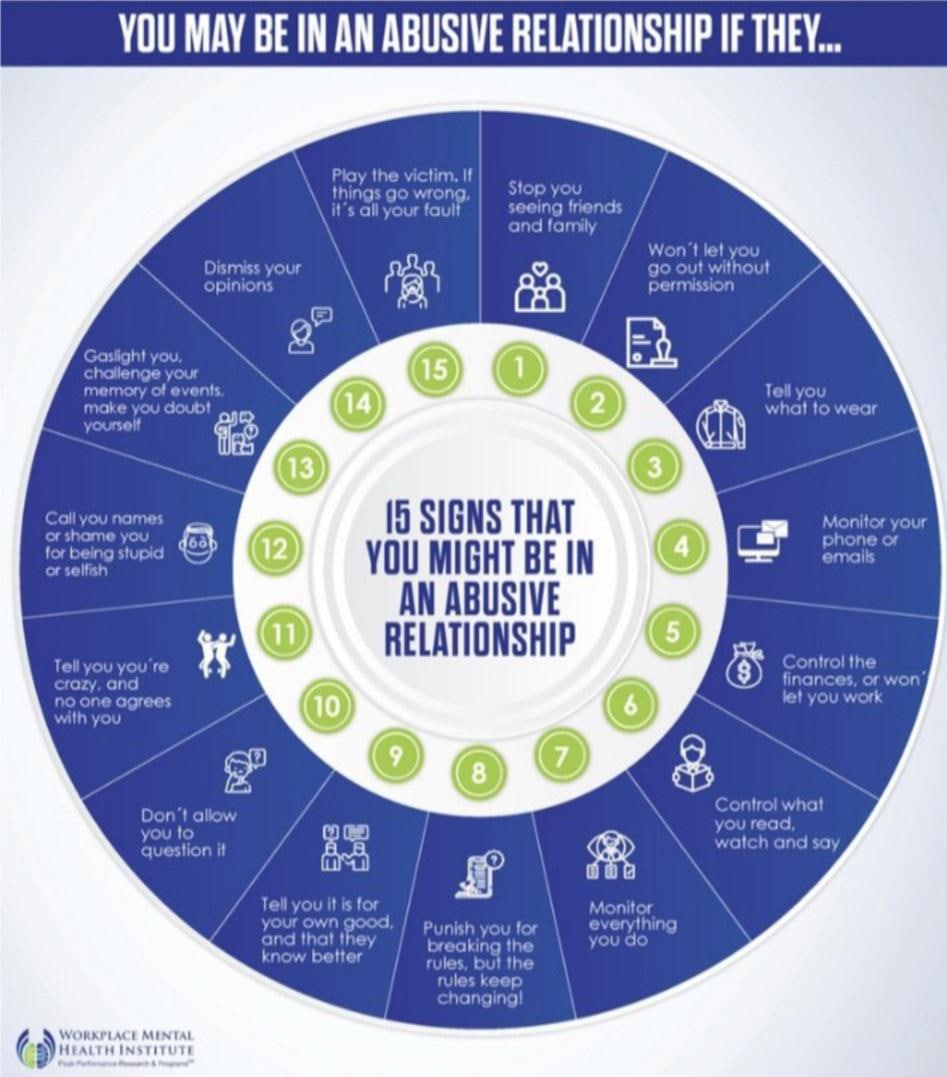 YOU MAY BE IN AN ABUSIVE RELATIONSHIP IF THEY...
15 SIGNS THAT
YOU MIGHT BE IN
AN ABUSIVE
RELATIONSHIP
1
Stop you
seeing friends
and family
2
Won´t let you
go out without
permission
3
Tell you
what to wear
4
Monitor your
phone or
emails
5
Control the
finances, or won´
let you work
6
Control what
you read,
watch and say
7
Monitor
everything
you do
8
Punish you for
breaking the
rules, but the
rules keep
changing!
9
Tell you it is for
your own good,
and that they
know better
10
Don´t allow
you to
question it
11
Tell you you´re
crazy, and
no one agrees
with you
12
Call you names
or shame you
for being stupid
or selfish
13
Gaslight you,
challenge your
memory of events,
make you doubt
yourself
14
Dismiss your
opinions
15
Play the victim. If
things go wrong,
it´s all your fault
WORKPLACE MENTAL
HEALTH INSTITUTE
Peak Performance Research & Programs™